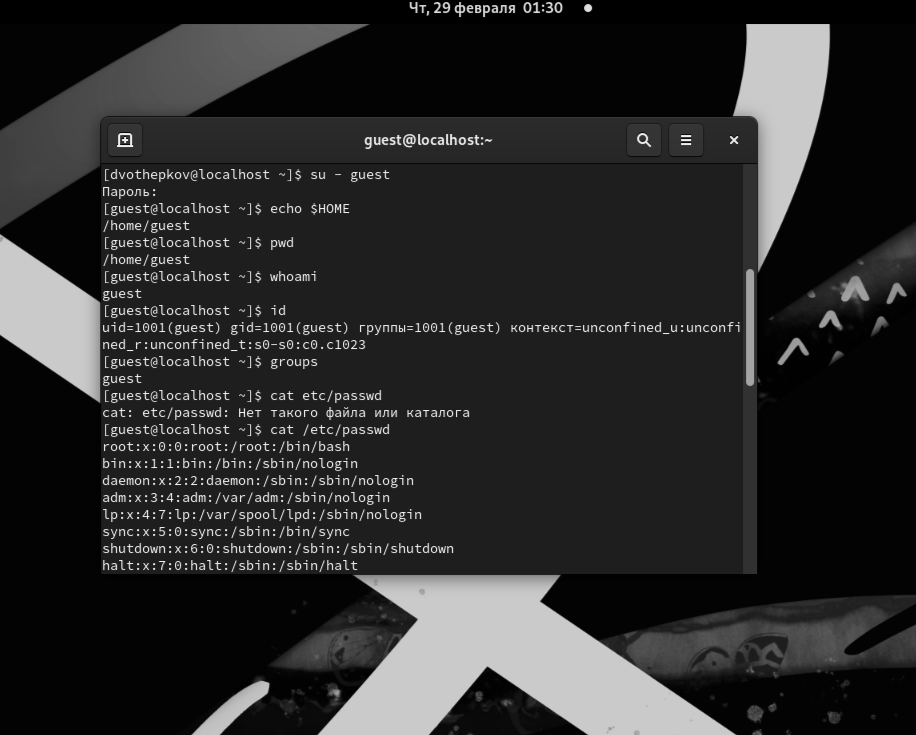 Чт, 29 февраля 01:30
guest@localhost:~
[dvothepkov@localhost ~]$ su - guest
Пароль:
[guest@localhost ~]$ echo $HOME
/home/guest
[guest@localhost ~]$ pwd
/home/guest
[guest@localhost ~]$ whoami
guest
[guest@localhost ~]$ id
uid=1001(guest) gid=1001(guest) группы=1001(guest) контекст=unconfined_u:unconfi
ned_r:unconfined_t:s0-s0:c0.c1023
[guest@localhost ~]$ groups
guest
[guest@localhost ~]$ cat etc/passwd
cat: etc/passwd: Нет такого файла или каталога
[guest@localhost ~]$ cat /etc/passwd
root:x:0:0:root:/root:/bin/bash
bin:x:1:1:bin:/bin:/sbin/nologin
daemon:x:2:2:daemon:/sbin:/sbin/nologin
adm:x:3:4:adm:/var/adm:/sbin/nologin
lp:x:4:7:lp:/var/spool/lpd:/sbin/nologin
sync:x:5:0:sync:/sbin:/bin/sync
shutdown:x:6:0:shutdown:/sbin:/sbin/shutdown
halt:x:7:0:halt:/sbin:/sbin/halt